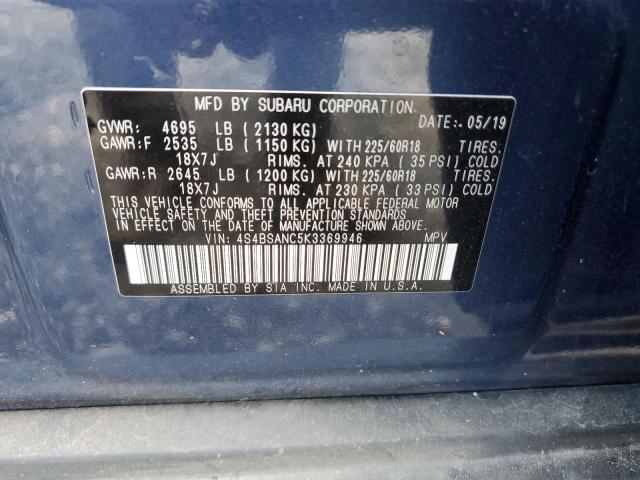 MFD BY SUBARU CORPORATION. DATE: 05/19
GVWR: 4695 LB (2130 KG)
GAWR:F 2535 LB (1150 KG) WITH 225/60R18 TIRES.
18X7J RIMS. AT 240 KPA (35 PSI) COLD
GAWR:R 2645 LB (1200 KG) WITH 225/60R18 TIRES.
18X7J RIMS. AT 230 KPA (33 PSI) COLD
THIS VEHICLE CONFORMS TO ALL APPLICABLE FEDERAL MOTOR
VEHICLE SAFETY AND THEFT PREVENTION STANDARDS
IN EFFECT ON THE DATE OF MANUFACTURE SHOWN ABOVE.
VIN: 4S4BSANC5K3369946 MPV
ASSEMBLED BY SIA INC. MADE IN U.S.A.